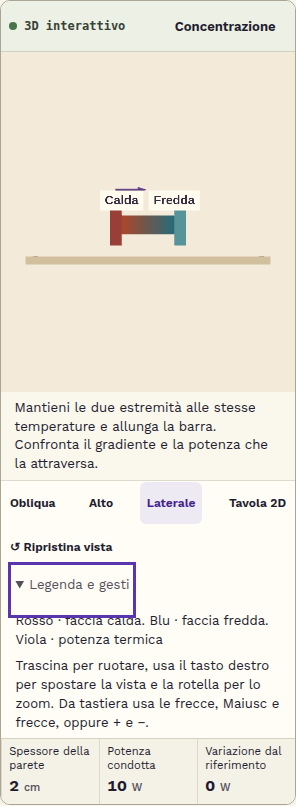 3D interattivo
Concentrazione
Calda
Fredda
Mantieni le due estremità alle stesse
temperature e allunga la barra.
Confronta il gradiente e la potenza che
la attraversa.
Obliqua Alto Laterale Tavola 2D
↺ Ripristina vista
▼ Legenda e gesti
Rosso · faccia calda. Blu · faccia fredda.
Viola · potenza termica
Trascina per ruotare, usa il tasto destro
per spostare la vista e la rotella per lo
zoom. Da tastiera usa le frecce, Maiusc e
frecce, oppure + e −.
Spessore della
parete
2 cm
Potenza
condotta
10 W
Variazione dal
riferimento
0 W